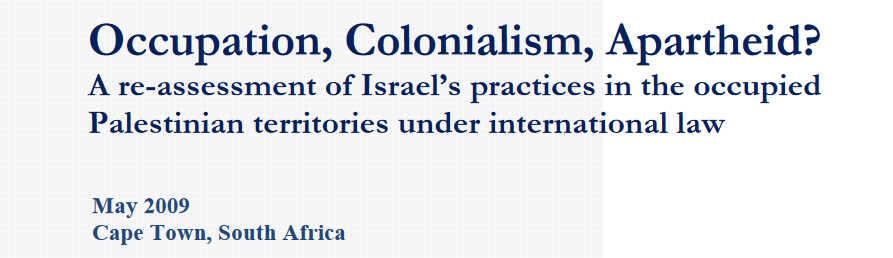 Occupation, Colonialism, Apartheid?
A re-assessment of Israel's practices in the occupied
Palestinian territories under international law
May 2009
Cape Town, South Africa